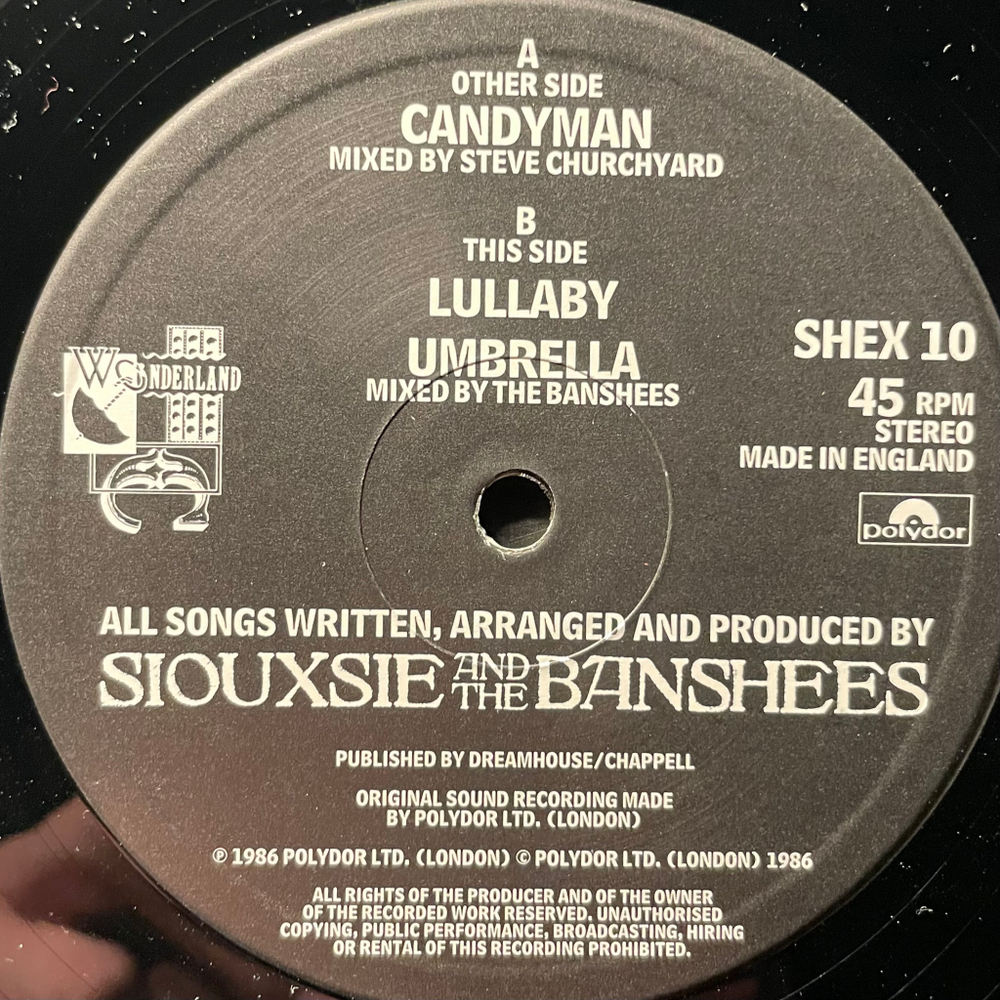 A
OTHER SIDE
CANDYMAN
MIXED BY STEVE CHURCHYARD
B
THIS SIDE
LULLABY
UMBRELLA
MIXED BY THE BANSHEES
WONDERLAND
SHEX 10
45 RPM
STEREO
MADE IN ENGLAND
polydor
ALL SONGS WRITTEN, ARRANGED AND PRODUCED BY
SIOUXSIE AND THE BANSHEES
PUBLISHED BY DREAMHOUSE/CHAPPELL
ORIGINAL SOUND RECORDING MADE
BY POLYDOR LTD. (LONDON)
℗ 1986 POLYDOR LTD. (LONDON) © POLYDOR LTD. (LONDON) 1986
ALL RIGHTS OF THE PRODUCER AND OF THE OWNER
OF THE RECORDED WORK RESERVED. UNAUTHORISED
COPYING, PUBLIC PERFORMANCE, BROADCASTING, HIRING
OR RENTAL OF THIS RECORDING PROHIBITED.